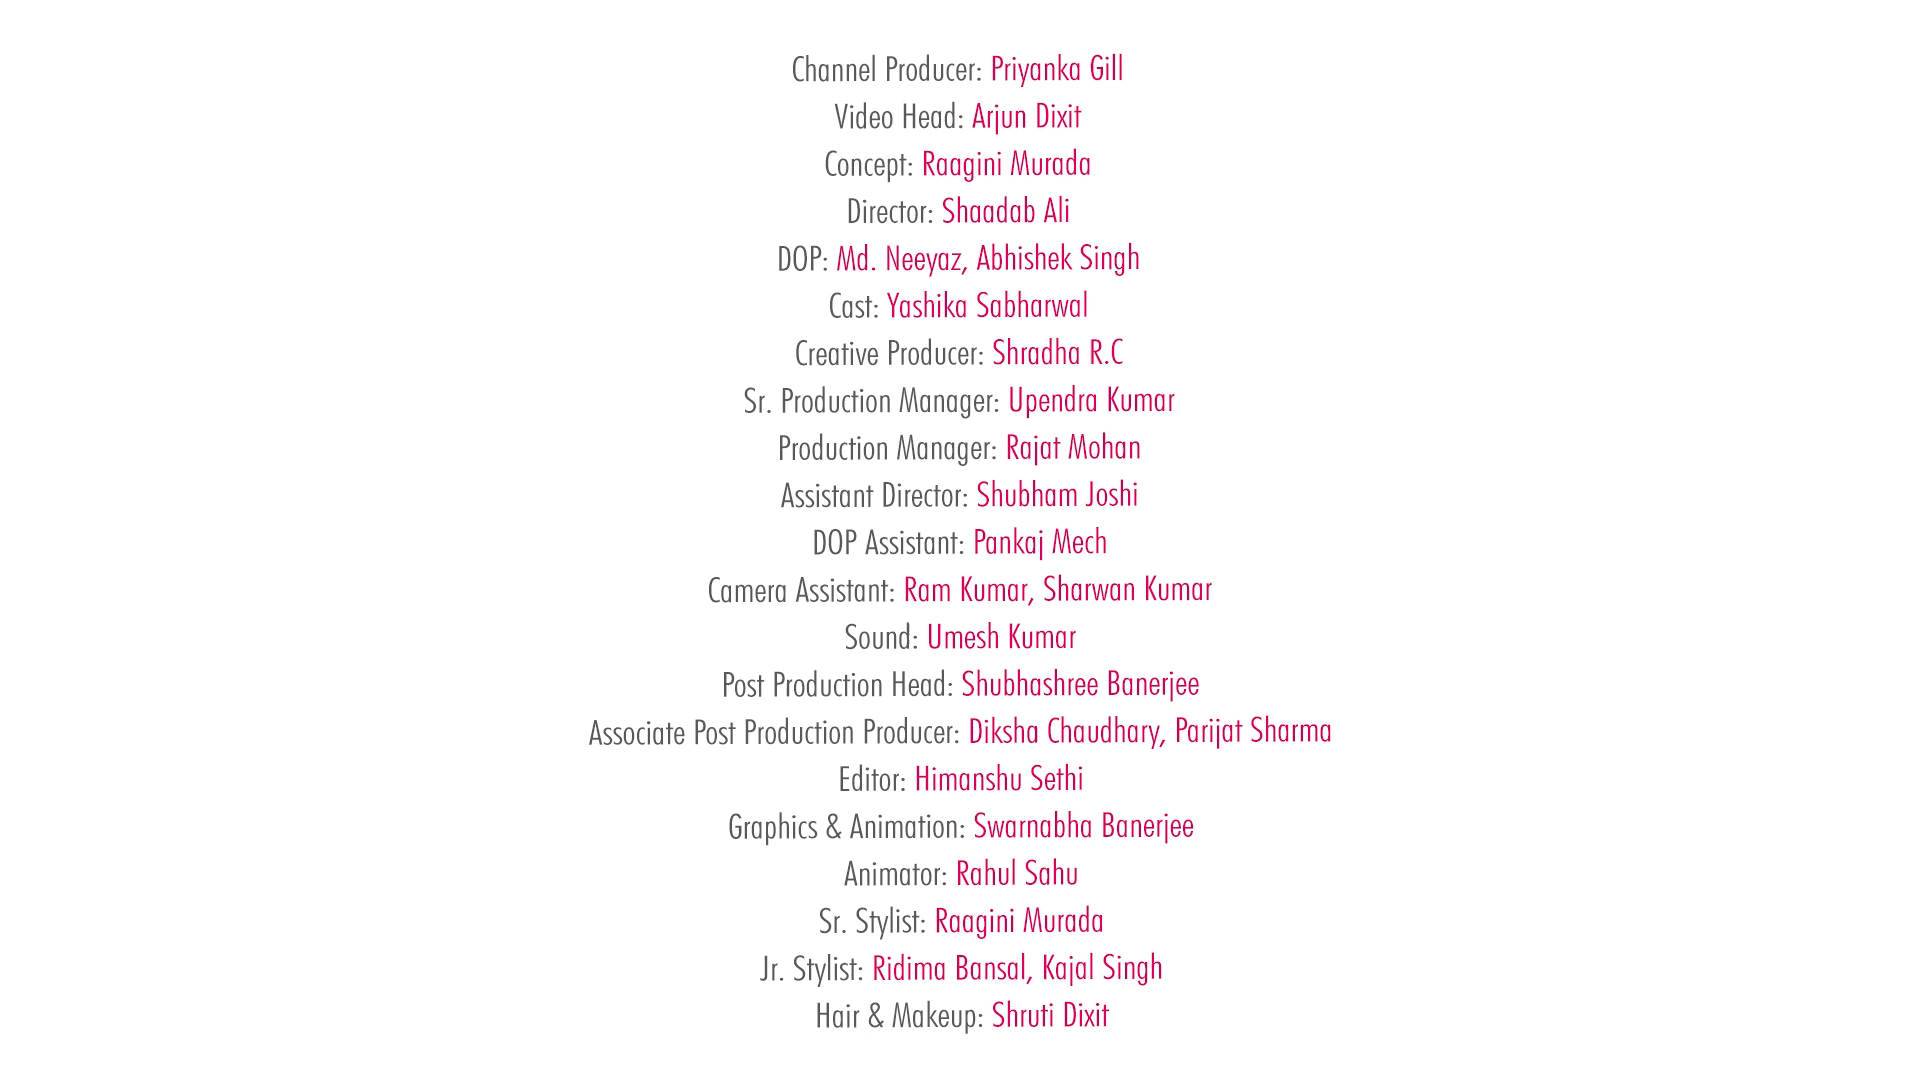 Channel Producer: Priyanka Gill
Video Head: Arjun Dixit
Concept: Raagini Murada
Director: Shaadab Ali
DOP: Md. Neeyaz, Abhishek Singh
Cast: Yashika Sabharwal
Creative Producer: Shradha R.C
Sr. Production Manager: Upendra Kumar
Production Manager: Rajat Mohan
Assistant Director: Shubham Joshi
DOP Assistant: Pankaj Mech
Camera Assistant: Ram Kumar, Sharwan Kumar
Sound: Umesh Kumar
Post Production Head: Shubhashree Banerjee
Associate Post Production Producer: Diksha Chaudhary, Parijat Sharma
Editor: Himanshu Sethi
Graphics & Animation: Swarnabha Banerjee
Animator: Rahul Sahu
Sr. Stylist: Raagini Murada
Jr. Stylist: Ridima Bansal, Kajal Singh
Hair & Makeup: Shruti Dixit